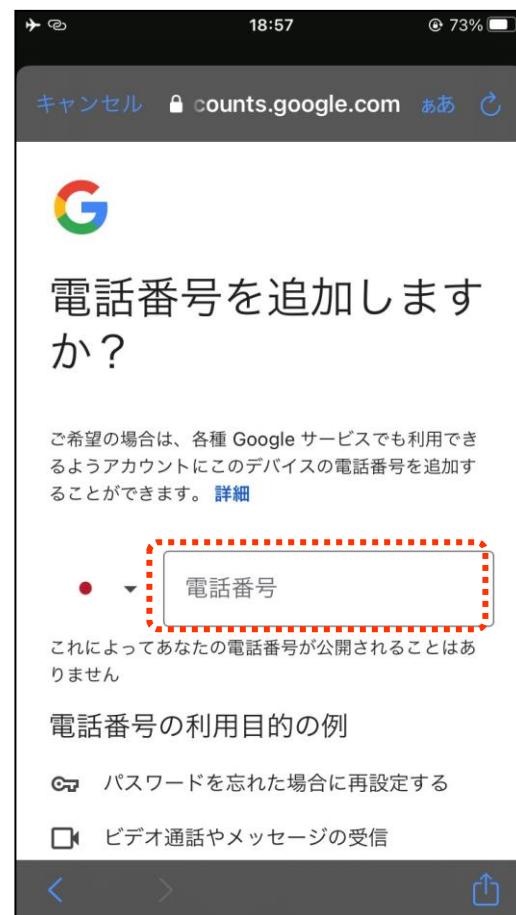 18:57
73%
キャンセル
counts.google.com
ぁあ
G
電話番号を追加します
か？
ご希望の場合は、各種 Google サービスでも利用でき
るようアカウントにこのデバイスの電話番号を追加す
ることができます。 詳細
電話番号
これによってあなたの電話番号が公開されることはあ
りません
電話番号の利用目的の例
パスワードを忘れた場合に再設定する
ビデオ通話やメッセージの受信